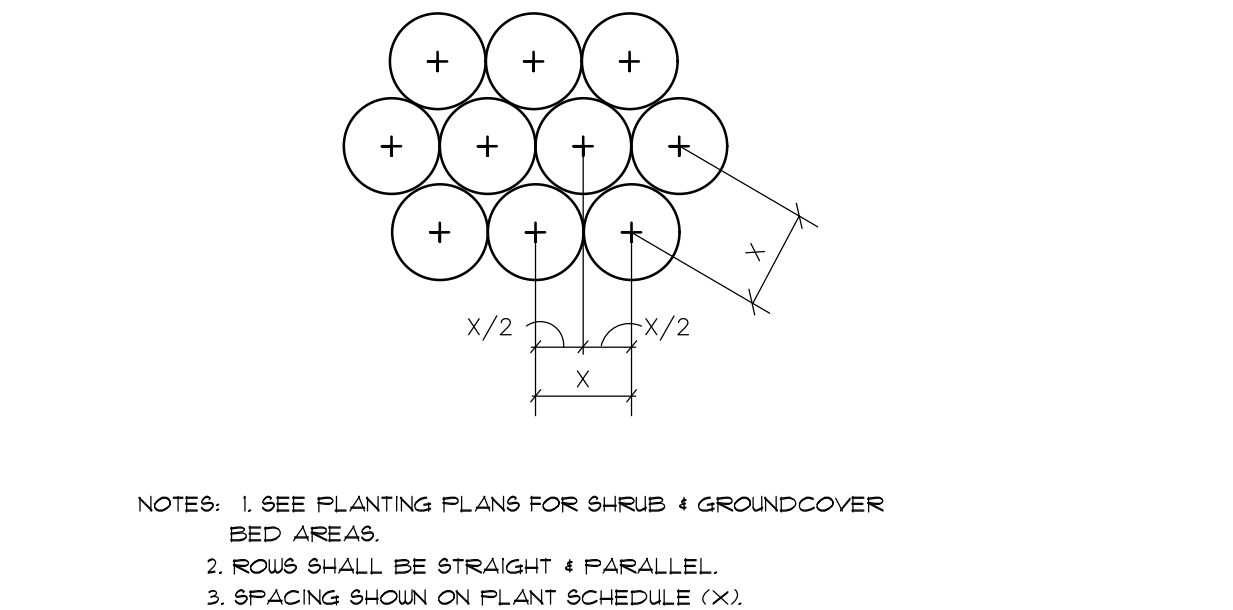 X
X/2 X/2
X
NOTES: 1. SEE PLANTING PLANS FOR SHRUB & GROUNDCOVER
BED AREAS.
2. ROWS SHALL BE STRAIGHT & PARALLEL.
3. SPACING SHOWN ON PLANT SCHEDULE (X).